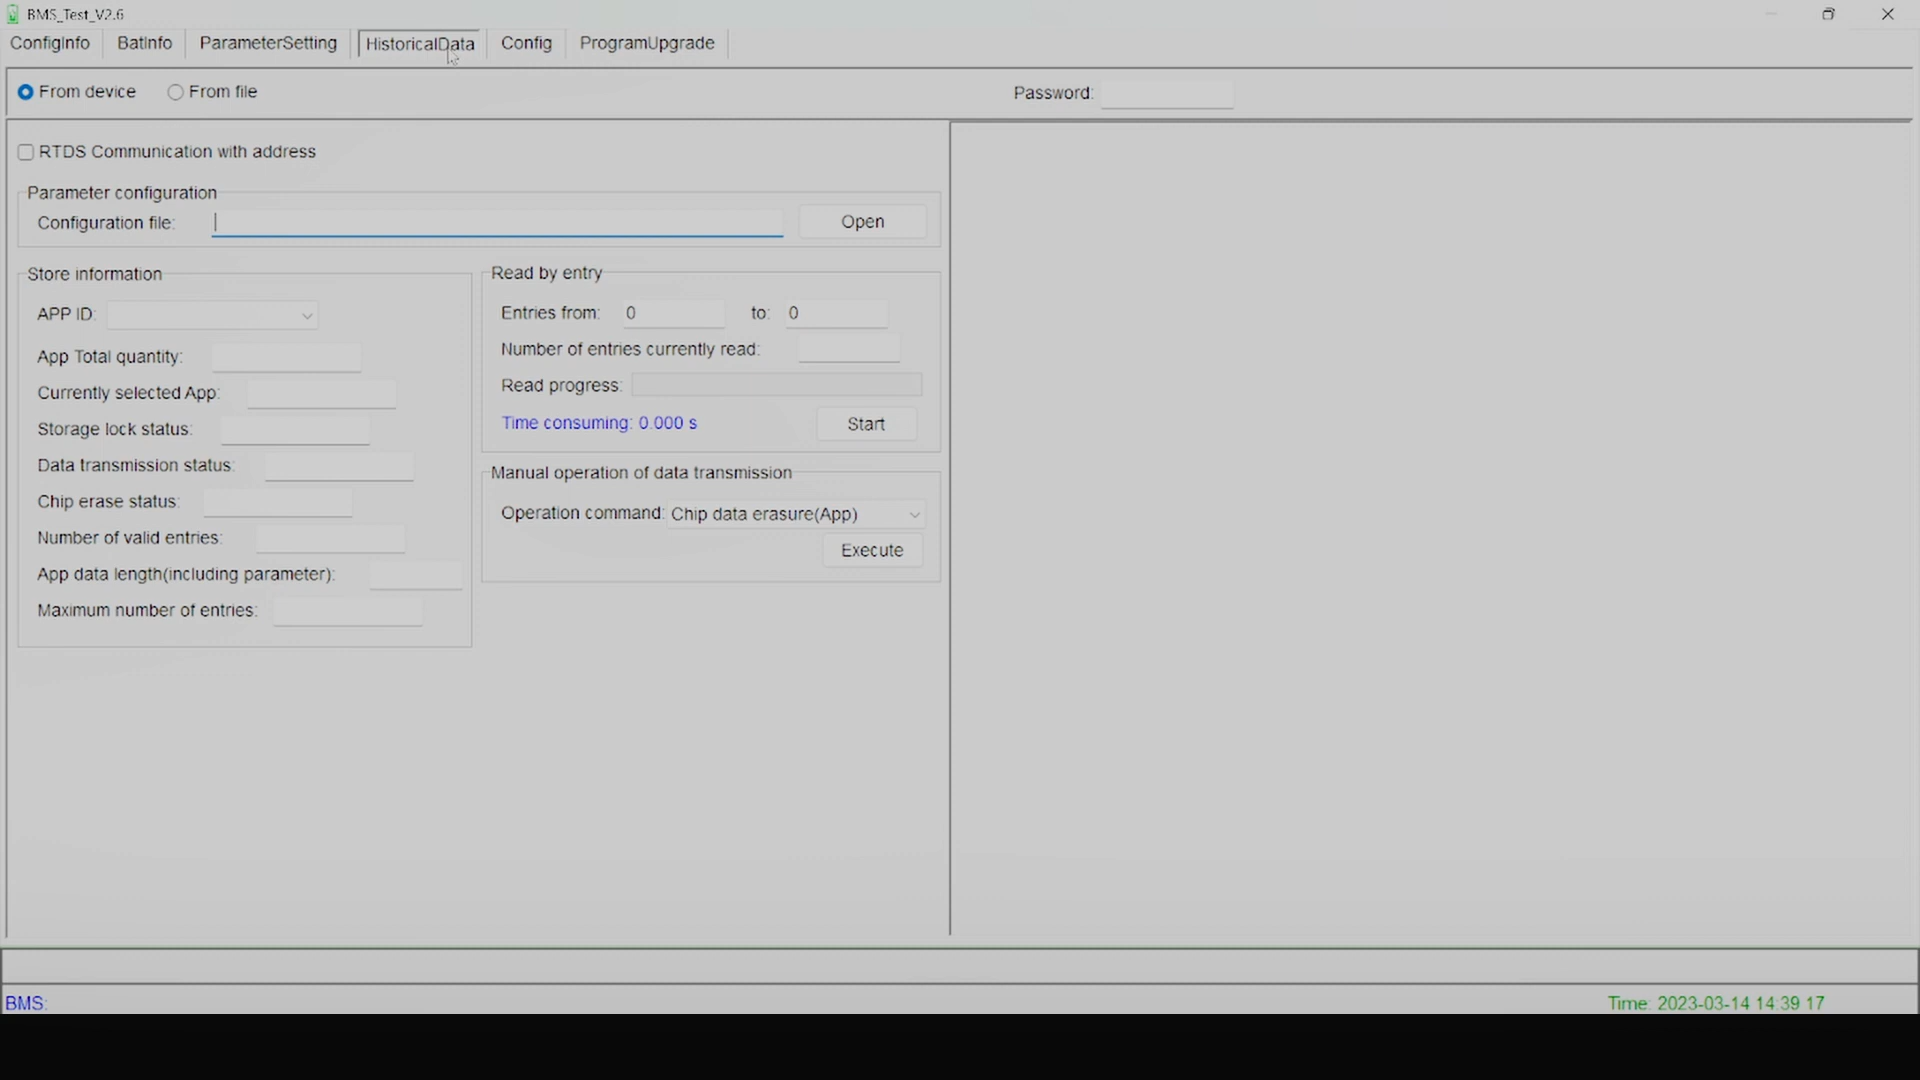 BMS_Test_V2.6
ConfigInfo BatInfo ParameterSetting HistoricalData Config ProgramUpgrade
From device From file Password:
RTDS Communication with address
Parameter configuration
Configuration file: Open
Store information
APP ID:
App Total quantity:
Currently selected App:
Storage lock status:
Data transmission status:
Chip erase status:
Number of valid entries:
App data length(including parameter):
Maximum number of entries:
Read by entry
Entries from: 0 to: 0
Number of entries currently read:
Read progress:
Time consuming: 0.000 s Start
Manual operation of data transmission
Operation command: Chip data erasure(App)
Execute
BMS: Time: 2023-03-14 14:39:17